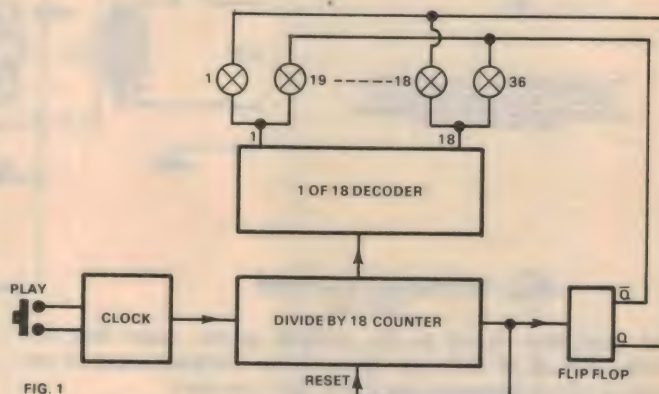 1
19
18
36
1
18
1 OF 18 DECODER
PLAY
CLOCK
DIVIDE BY 18 COUNTER
Q̅
Q
FLIP FLOP
RESET
FIG. 1